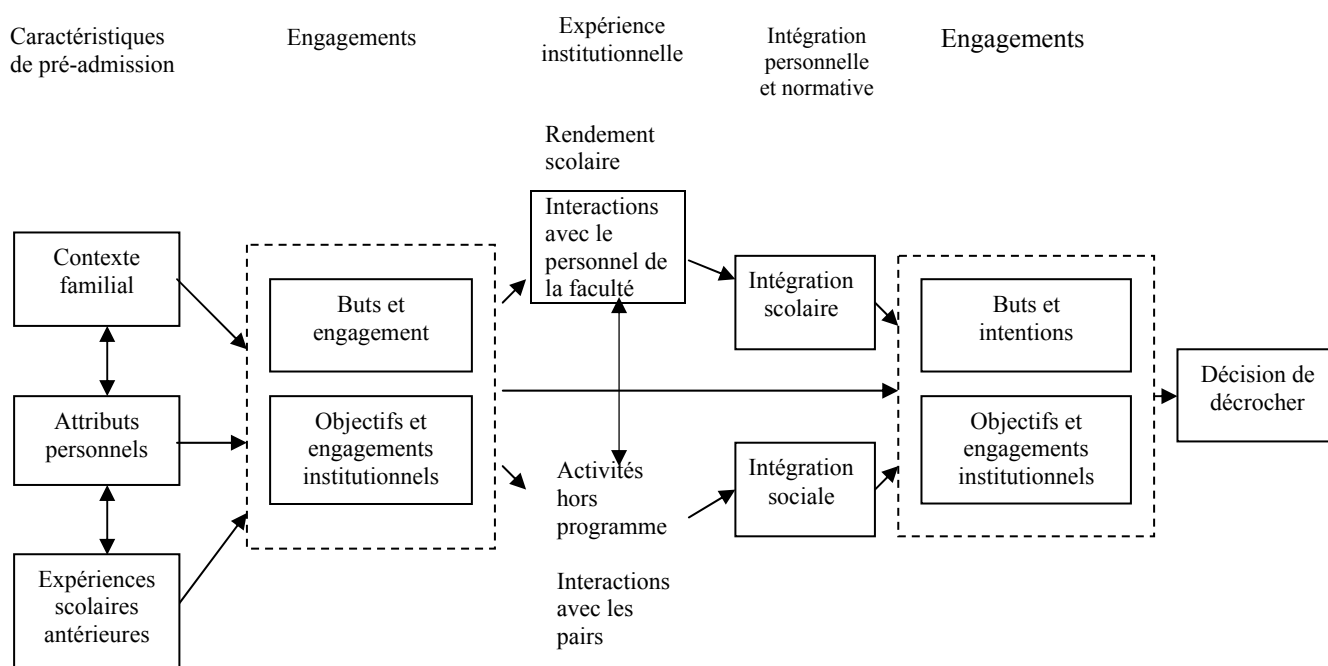 Caractéristiques
de pré-admission
Engagements
Expérience
institutionnelle
Intégration
personnelle
et normative
Engagements
Contexte
familial
Attributs
personnels
Expériences
scolaires
antérieures
Buts et
engagement
Objectifs et
engagements
institutionnels
Rendement
scolaire
Interactions
avec le
personnel de
la faculté
Activités
hors
programme
Interactions
avec les
pairs
Intégration
scolaire
Intégration
sociale
Buts et
intentions
Objectifs et
engagements
institutionnels
Décision de
décrocher